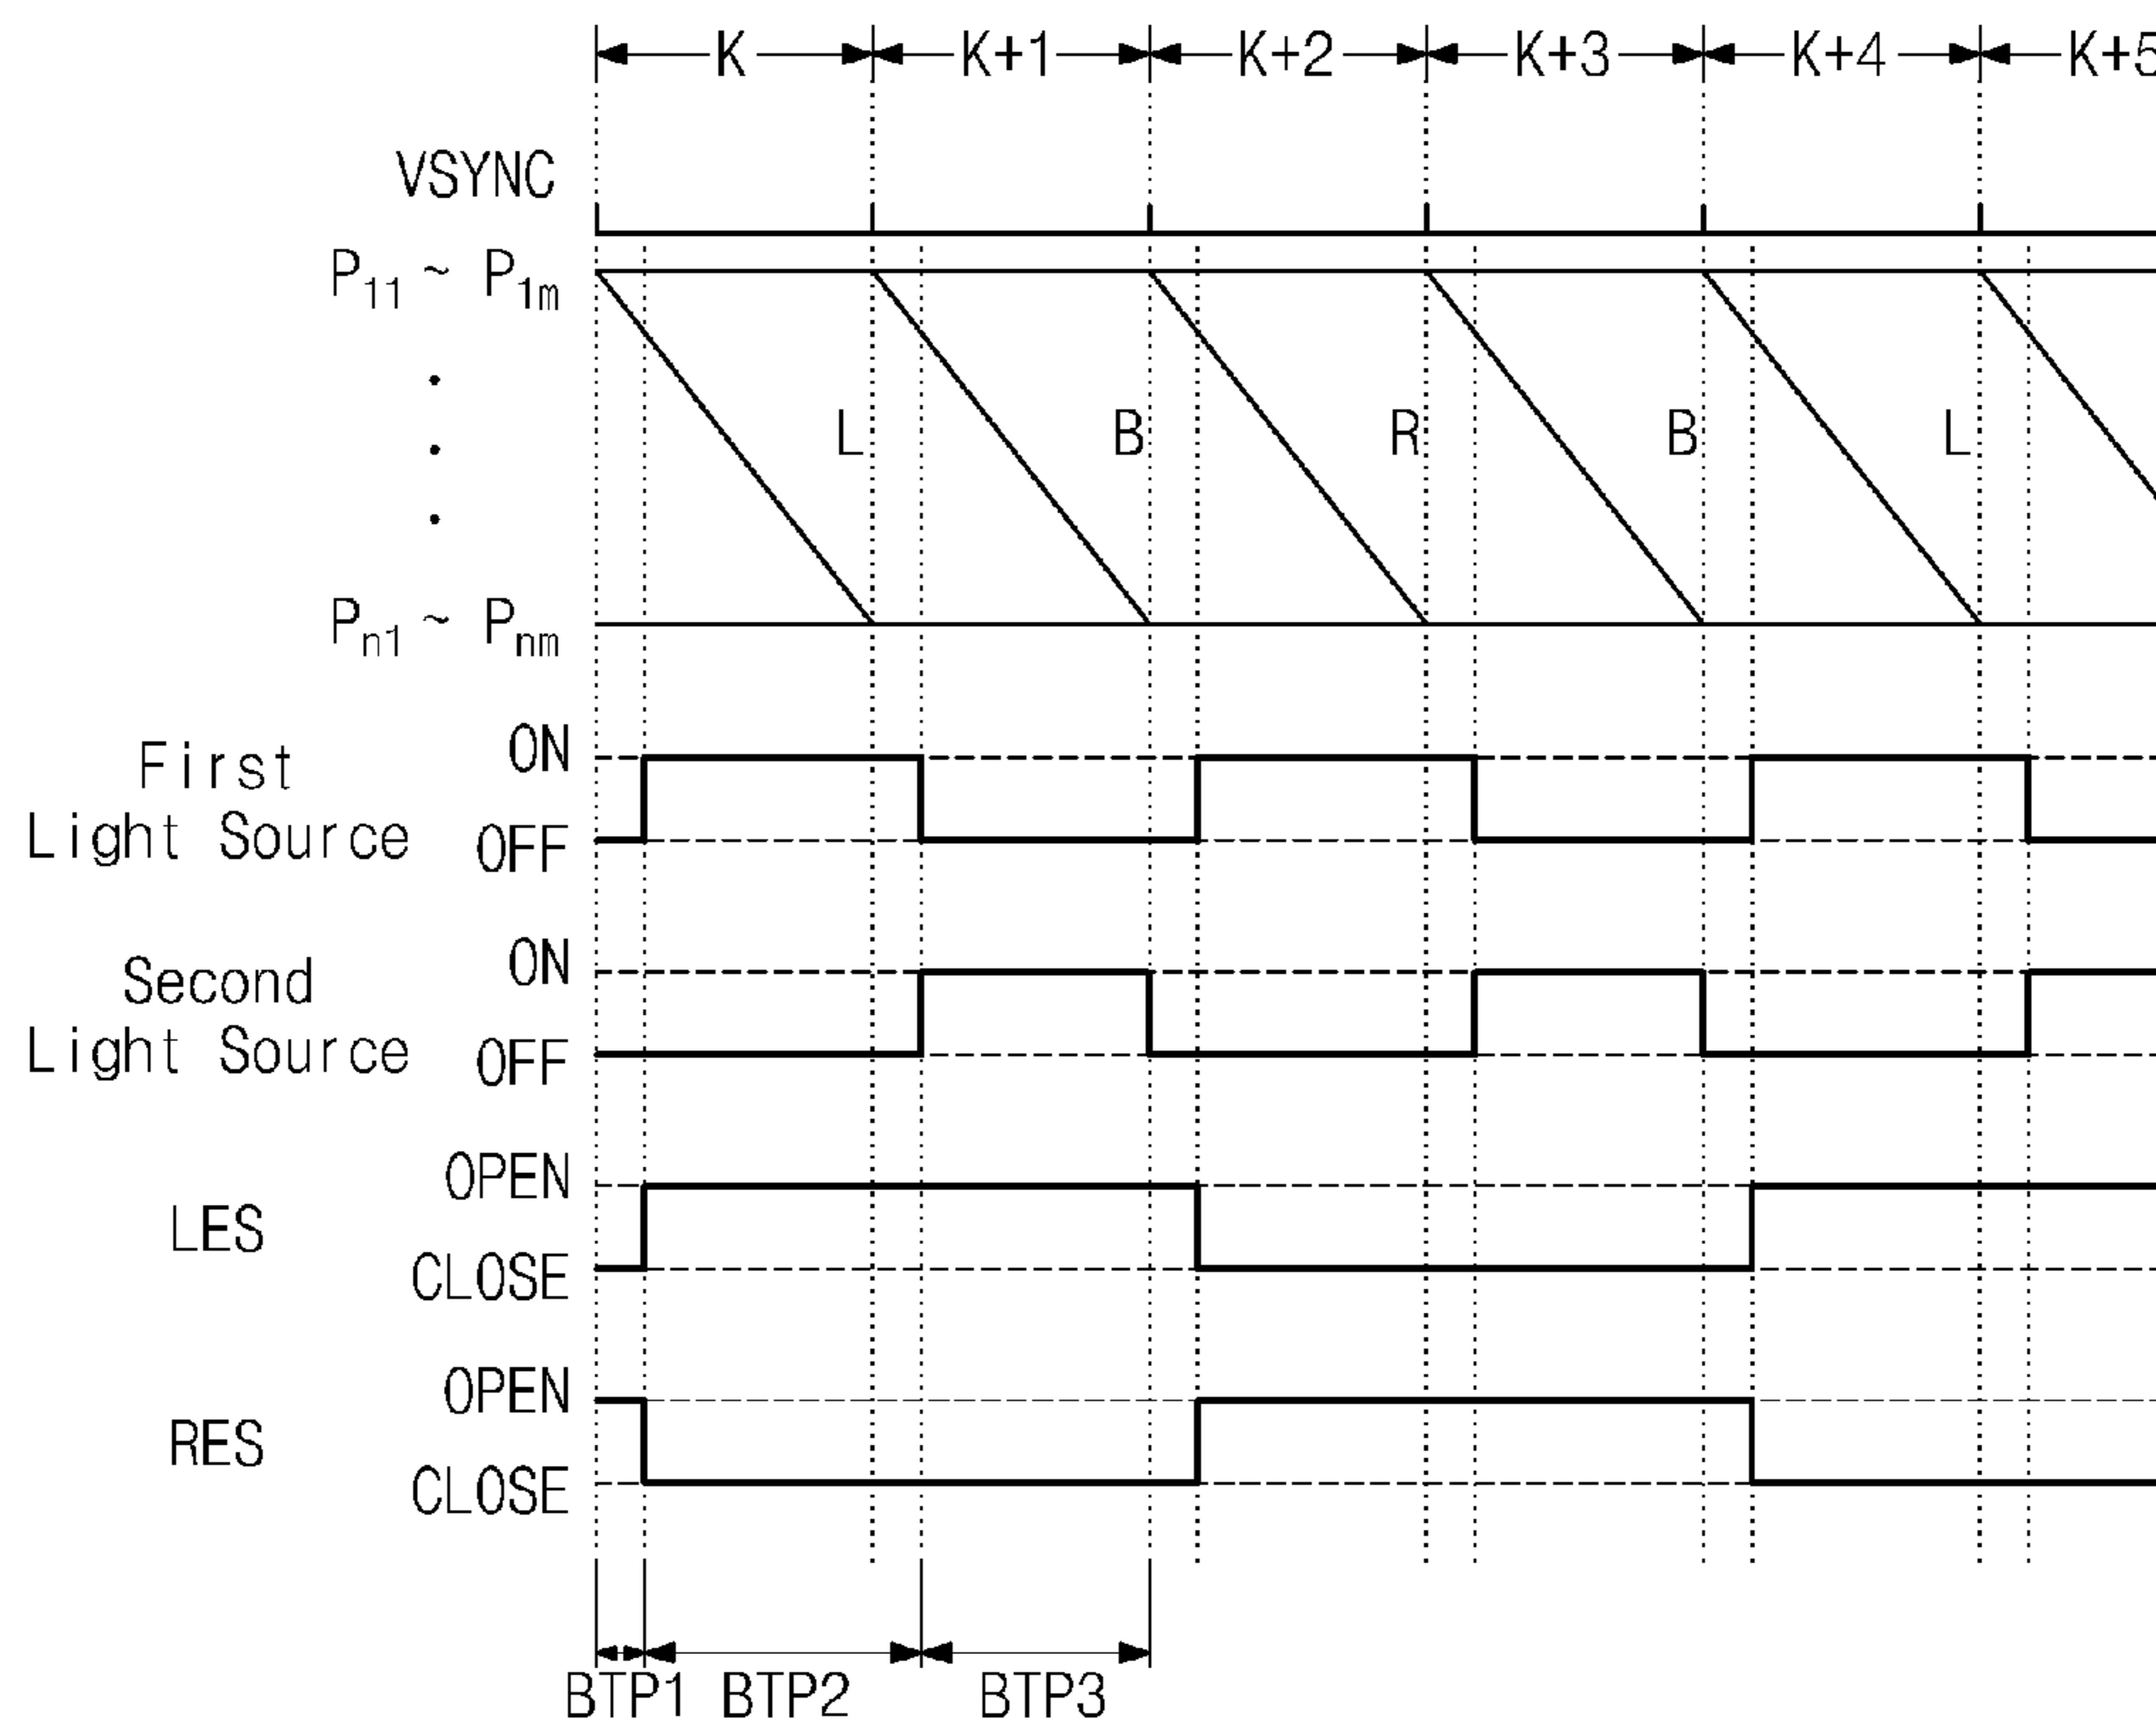 K K+1 K+2 K+3 K+4 K+5
VSYNC
P11 ~ P1m
L B R B L
Pn1 ~ Pnm
First
Light Source
ON
OFF
Second
Light Source
ON
OFF
LES
OPEN
CLOSE
RES
OPEN
CLOSE
BTP1 BTP2 BTP3